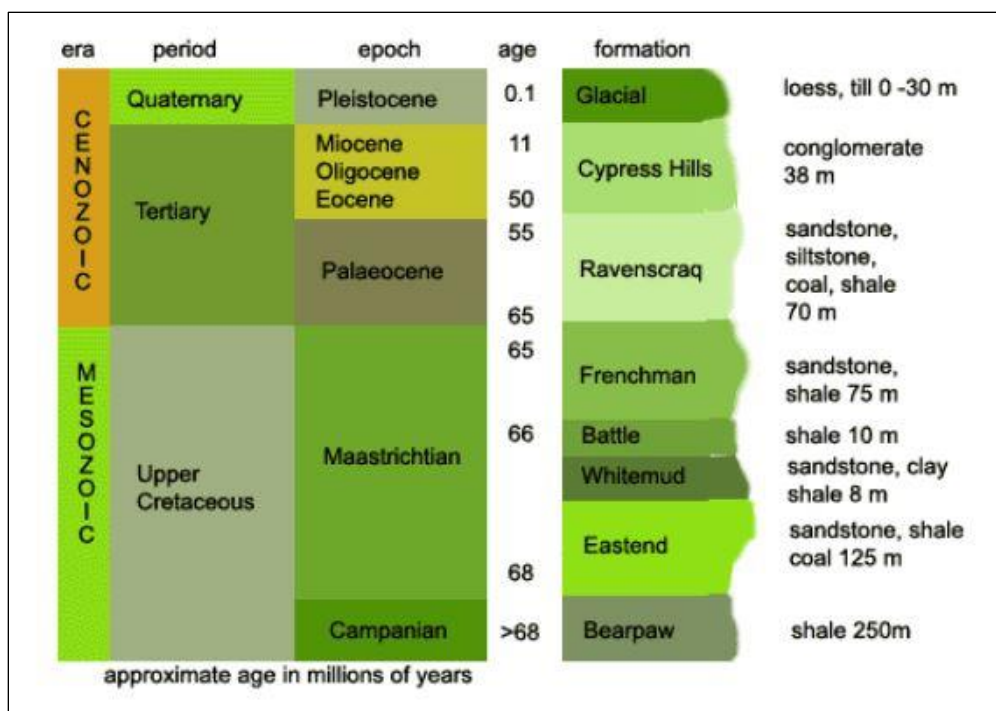 era period epoch age formation
CENOZOIC
Quaternary
Pleistocene
0.1
Glacial
loess, till 0 -30 m
Tertiary
Miocene
Oligocene
Eocene
11
50
Cypress Hills
conglomerate
38 m
Palaeocene
55
65
Ravenscraq
sandstone,
siltstone,
coal, shale
70 m
MESOZOIC
Upper
Cretaceous
Maastrichtian
65
Frenchman
sandstone,
shale 75 m
66
Battle
shale 10 m
Whitemud
sandstone, clay
shale 8 m
68
Eastend
sandstone, shale
coal 125 m
Campanian
>68
Bearpaw
shale 250m
approximate age in millions of years